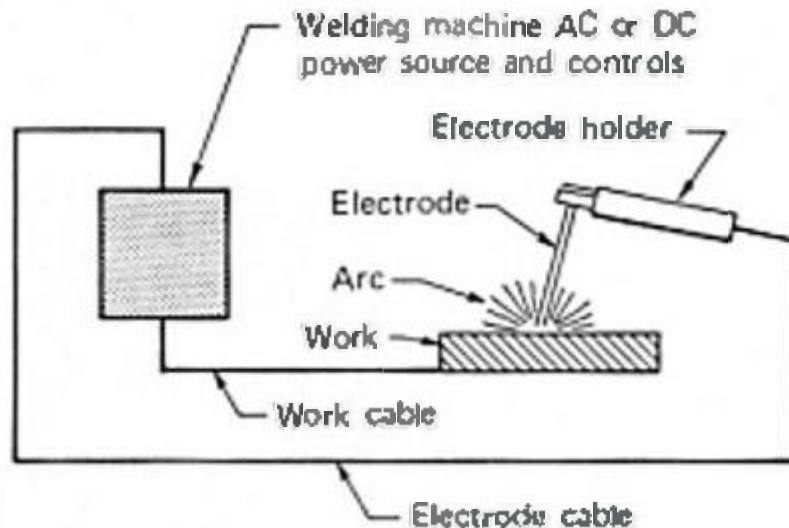 Welding machine AC or DC
power source and controls
Electrode holder
Electrode
Arc
Work
Work cable
Electrode cable